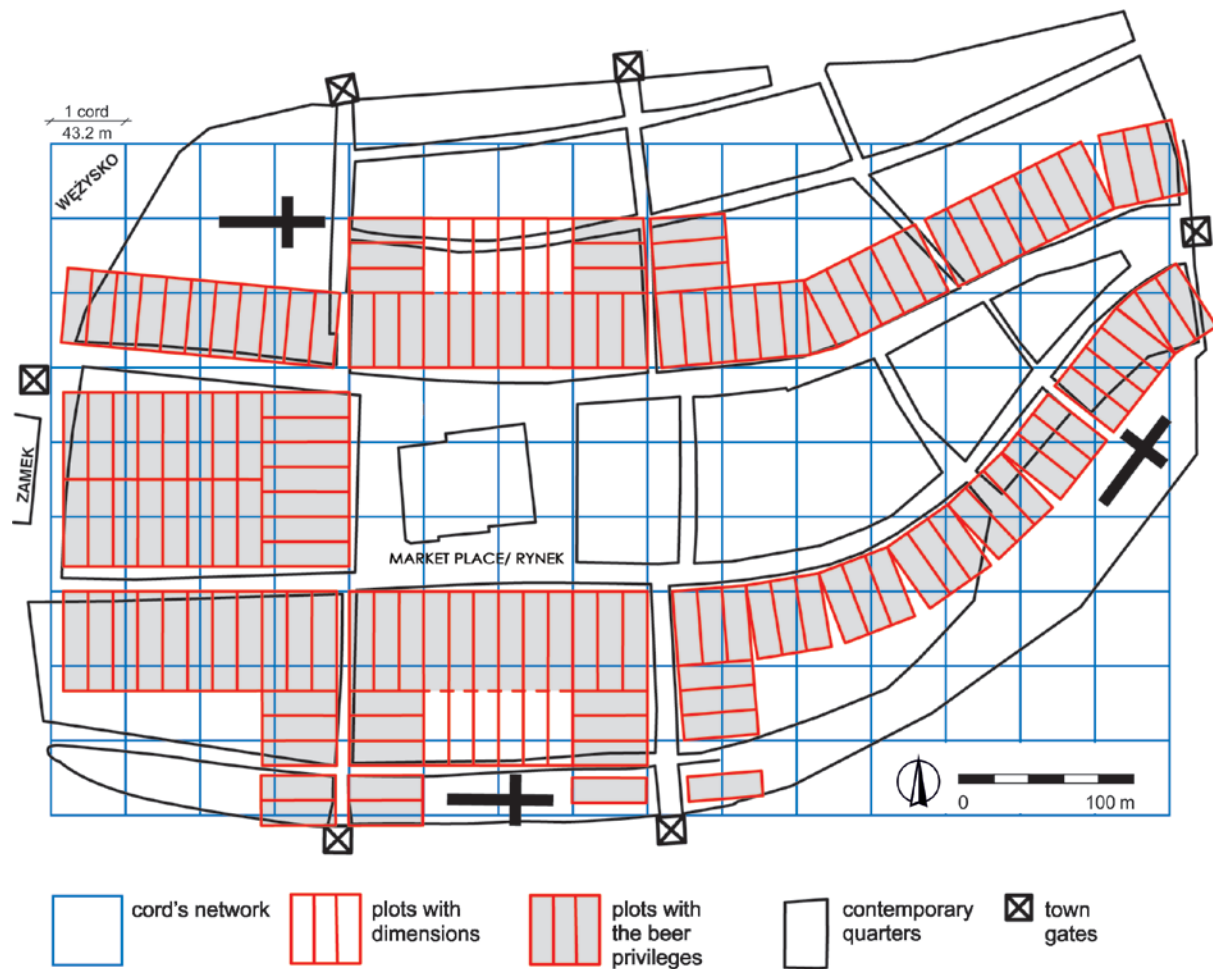 1 cord
43.2 m
WĘŻYSKO
ZAMEK
MARKET PLACE/ RYNEK
0 100 m
cord's network
plots with
dimensions
plots with
the beer
privileges
contemporary
quarters
town
gates